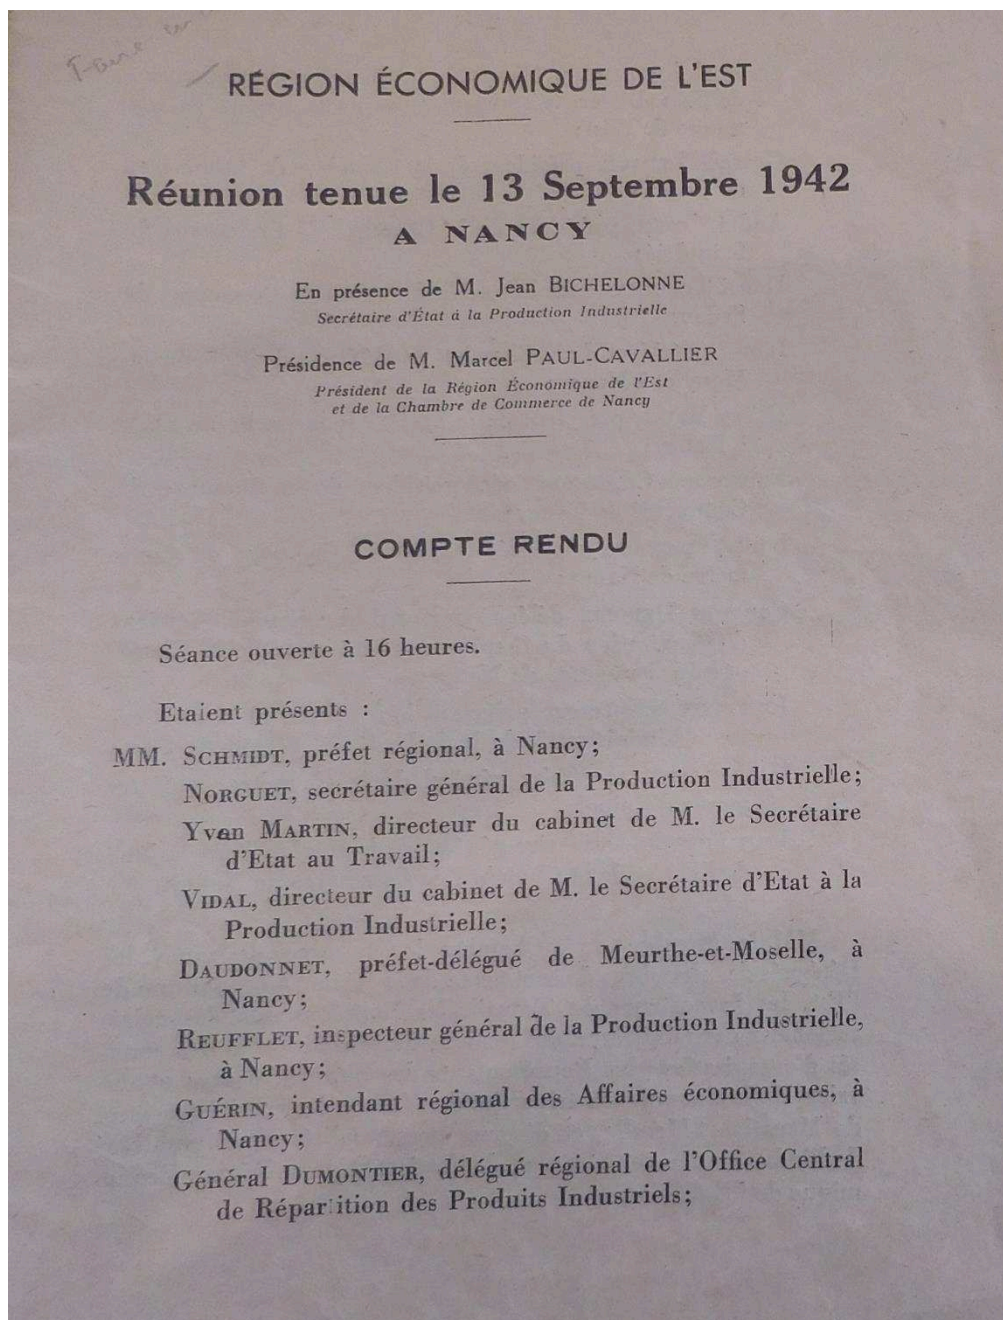 RÉGION ÉCONOMIQUE DE L'EST
Réunion tenue le 13 Septembre 1942
A NANCY
En présence de M. Jean BICHELONNE
Secrétaire d'État à la Production Industrielle
Présidence de M. Marcel PAUL-CAVALLIER
Président de la Région Économique de l'Est
et de la Chambre de Commerce de Nancy
COMPTE RENDU
Séance ouverte à 16 heures.
Etaient présents :
MM. SCHMIDT, préfet régional, à Nancy;
NORGUET, secrétaire général de la Production Industrielle;
Yvan MARTIN, directeur du cabinet de M. le Secrétaire
d'Etat au Travail;
VIDAL, directeur du cabinet de M. le Secrétaire d'Etat à la
Production Industrielle;
DAUDONNET, préfet-délégué de Meurthe-et-Moselle, à
Nancy;
REUFFLET, inspecteur général de la Production Industrielle,
à Nancy;
GUÉRIN, intendant régional des Affaires économiques, à
Nancy;
Général DUMONTIER, délégué régional de l'Office Central
de Répartition des Produits Industriels;